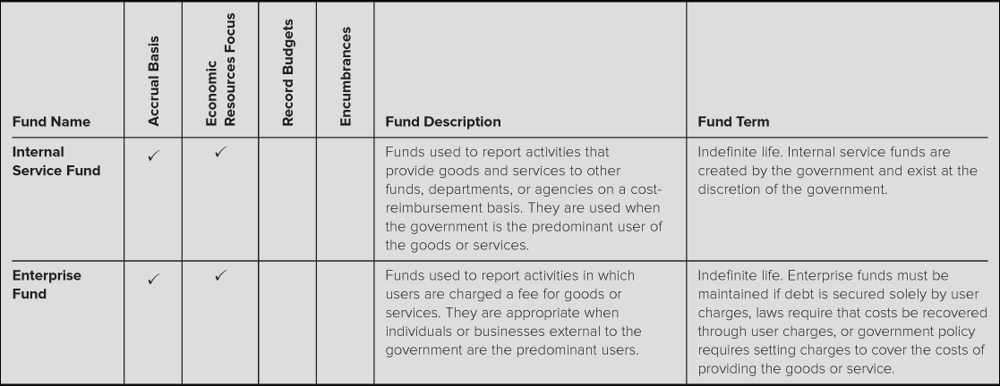 Fund Name
Accrual Basis
Economic
Resources Focus
Record Budgets
Encumbrances
Fund Description
Fund Term
Internal
Service Fund
✓
✓
Funds used to report activities that
provide goods and services to other
funds, departments, or agencies on a cost-
reimbursement basis. They are used when
the government is the predominant user of
the goods or services.
Indefinite life. Internal service funds are
created by the government and exist at the
discretion of the government.
Enterprise
Fund
✓
✓
Funds used to report activities in which
users are charged a fee for goods or
services. They are appropriate when
individuals or businesses external to the
government are the predominant users.
Indefinite life. Enterprise funds must be
maintained if debt is secured solely by user
charges, laws require that costs be recovered
through user charges, or government policy
requires setting charges to cover the costs of
providing the goods or service.